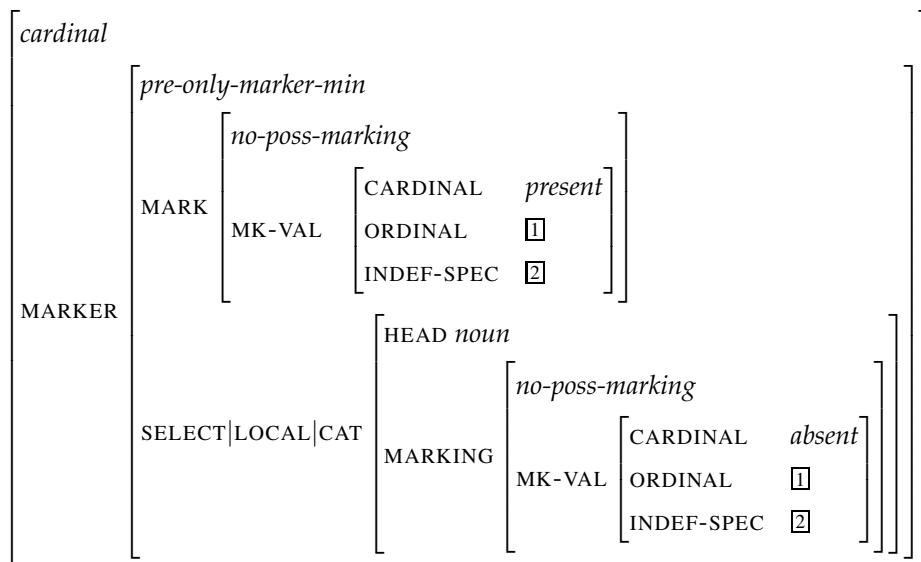 cardinal
pre-only-marker-min
no-poss-marking
CARDINAL present
MARK
MK-VAL
ORDINAL 1
INDEF-SPEC 2
MARKER
HEAD noun
no-poss-marking
SELECT|LOCAL|CAT
CARDINAL absent
MARKING
MK-VAL
ORDINAL 1
INDEF-SPEC 2